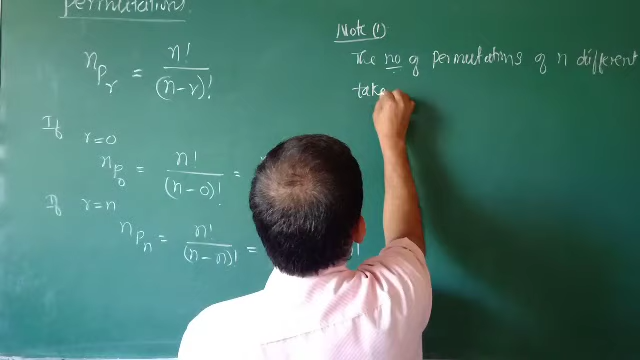 permutations.
nPr = n! / (n-r)!
If r=0
nP0 = n! / (n-0)! =
If r=n
nPn = n! / (n-n)! = !
Note (1)
The no of permutations of n different
take